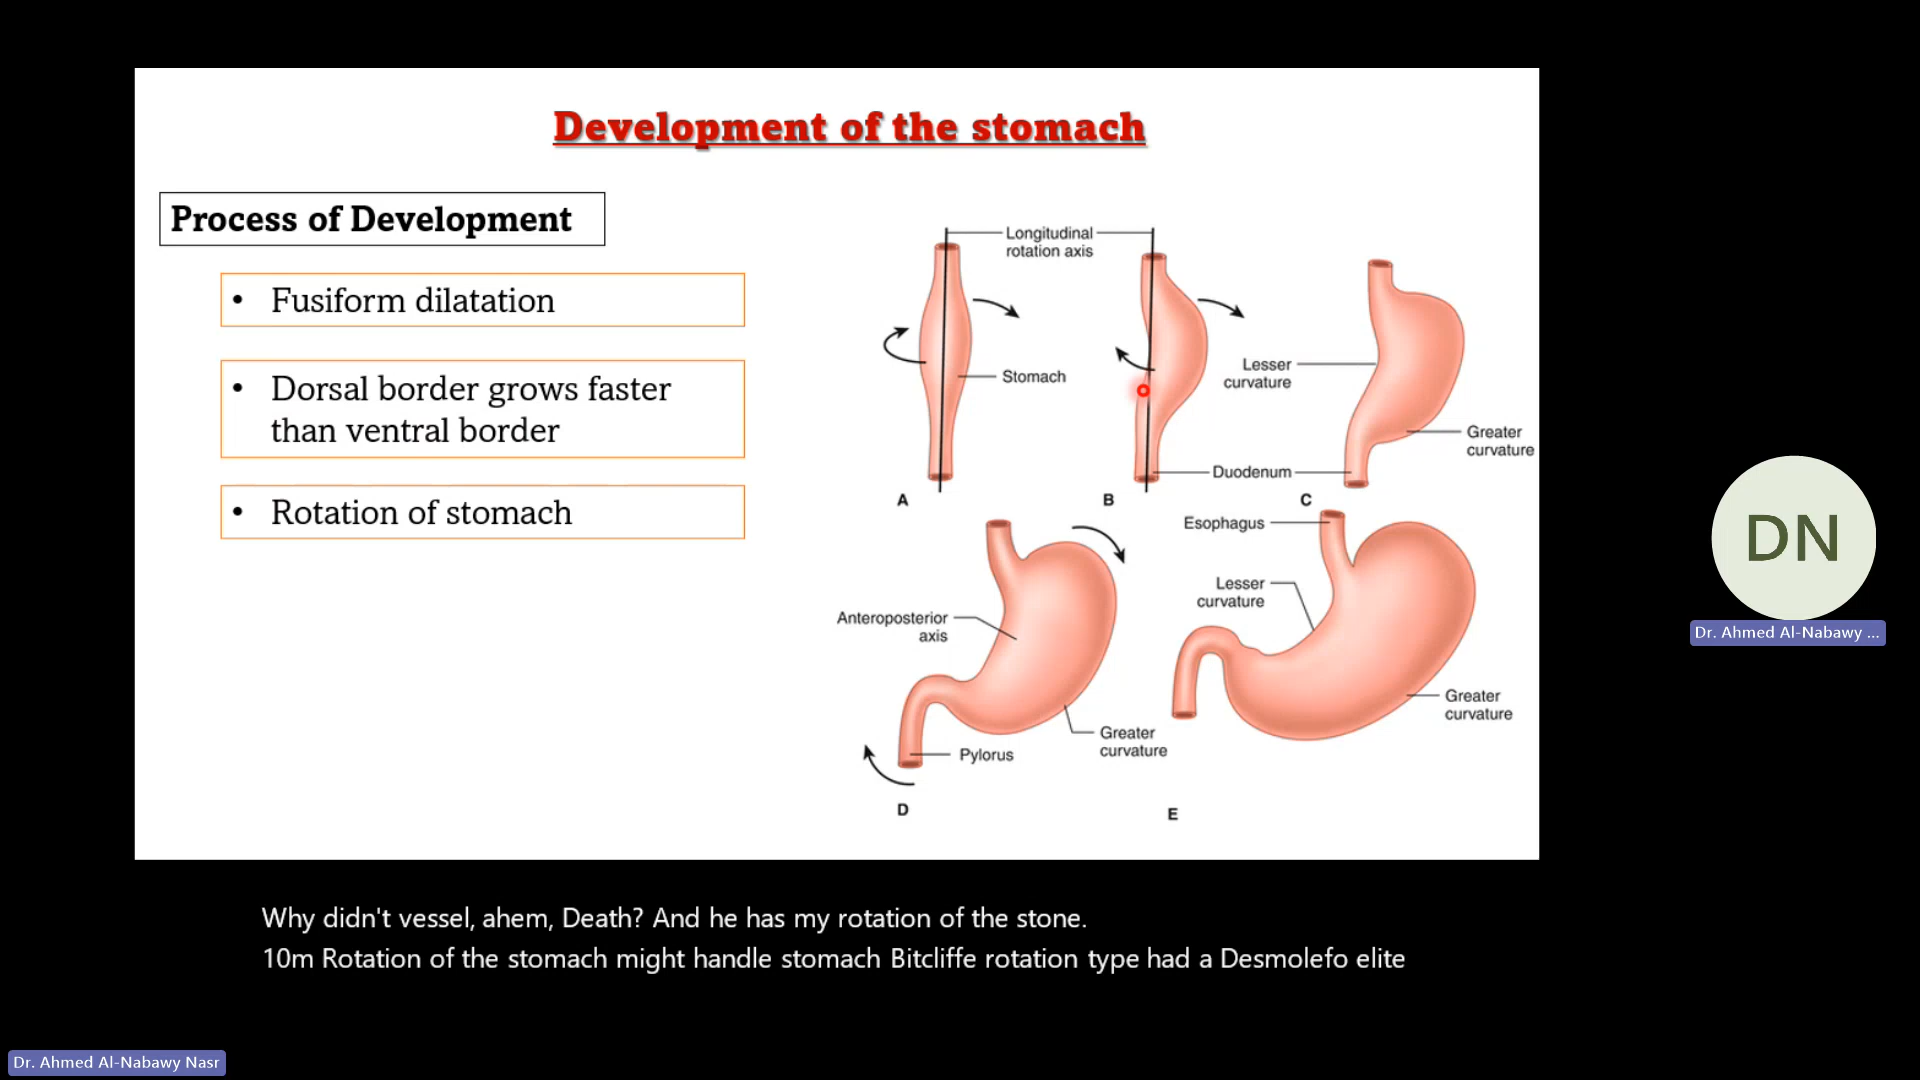 Development of the stomach
Process of Development
• Fusiform dilatation
• Dorsal border grows faster
than ventral border
• Rotation of stomach
Longitudinal
rotation axis
Stomach
Lesser
curvature
Greater
curvature
Duodenum
A
B
C
Esophagus
Lesser
curvature
Anteroposterior
axis
Greater
curvature
Greater
curvature
Pylorus
D
E
DN
Dr. Ahmed Al-Nabawy ...
Why didn't vessel, ahem, Death? And he has my rotation of the stone.
10m Rotation of the stomach might handle stomach Bitcliffe rotation type had a Desmolefo elite
Dr. Ahmed Al-Nabawy Nasr